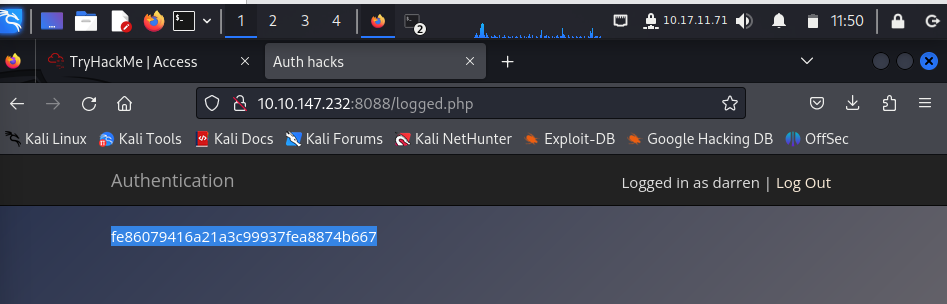 1 2 3 4 2 10.17.11.71 11:50
TryHackMe | Access Auth hacks
10.10.147.232:8088/logged.php
Kali Linux Kali Tools Kali Docs Kali Forums Kali NetHunter Exploit-DB Google Hacking DB OffSec
Authentication Logged in as darren | Log Out
fe86079416a21a3c99937fea8874b667